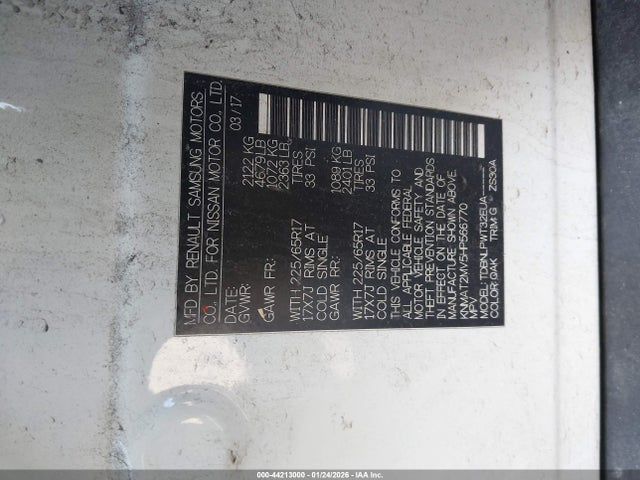 MFD BY RENAULT SAMSUNG MOTORS
CO., LTD. FOR NISSAN MOTOR CO., LTD.
DATE: 03/17
GVWR: 2122 KG
4679 LB
GAWR FR: 1072 KG
2363 LB
WITH 225/65R17 TIRES
17X7J RIMS AT 33 PSI
COLD SINGLE
GAWR RR: 1089 KG
2401 LB
WITH 225/65R17 TIRES
17X7J RIMS AT 33 PSI
COLD SINGLE
THIS VEHICLE CONFORMS TO
ALL APPLICABLE FEDERAL
MOTOR VEHICLE SAFETY AND
THEFT PREVENTION STANDARDS
IN EFFECT ON THE DATE OF
MANUFACTURE SHOWN ABOVE.
KNMAT2MV5HP566770
MPV
MODEL: TDBNLPWT32EUA
COLOR: QAK TRIM: G ZS30A
000-44213000 - 01/24/2026 - IAA Inc.